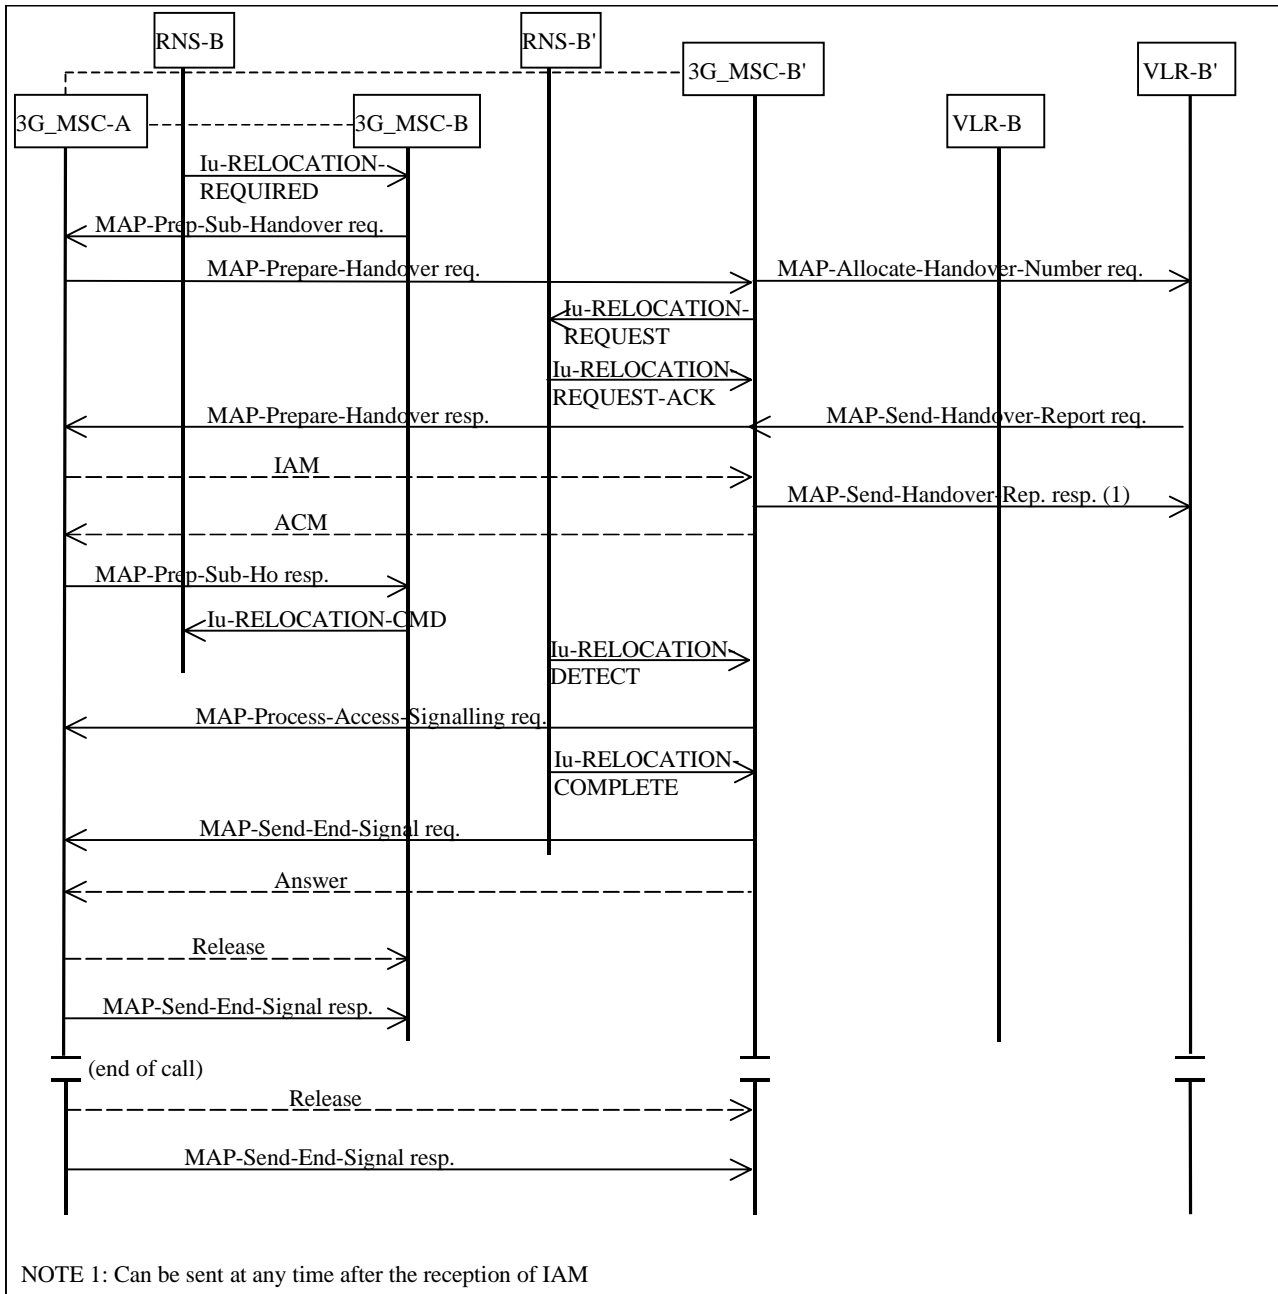 RNS-B
RNS-B'
3G_MSC-B'
VLR-B'
3G_MSC-A
3G_MSC-B
VLR-B
Iu-RELOCATION-
REQUIRED
MAP-Prep-Sub-Handover req.
MAP-Prepare-Handover req.
MAP-Allocate-Handover-Number req.
Iu-RELOCATION-
REQUEST
Iu-RELOCATION-
REQUEST-ACK
MAP-Prepare-Handover resp.
MAP-Send-Handover-Report req.
IAM
MAP-Send-Handover-Rep. resp. (1)
ACM
MAP-Prep-Sub-Ho resp.
Iu-RELOCATION-CMD
Iu-RELOCATION-
DETECT
MAP-Process-Access-Signalling req.
Iu-RELOCATION-
COMPLETE
MAP-Send-End-Signal req.
Answer
Release
MAP-Send-End-Signal resp.
(end of call)
Release
MAP-Send-End-Signal resp.
NOTE 1: Can be sent at any time after the reception of IAM